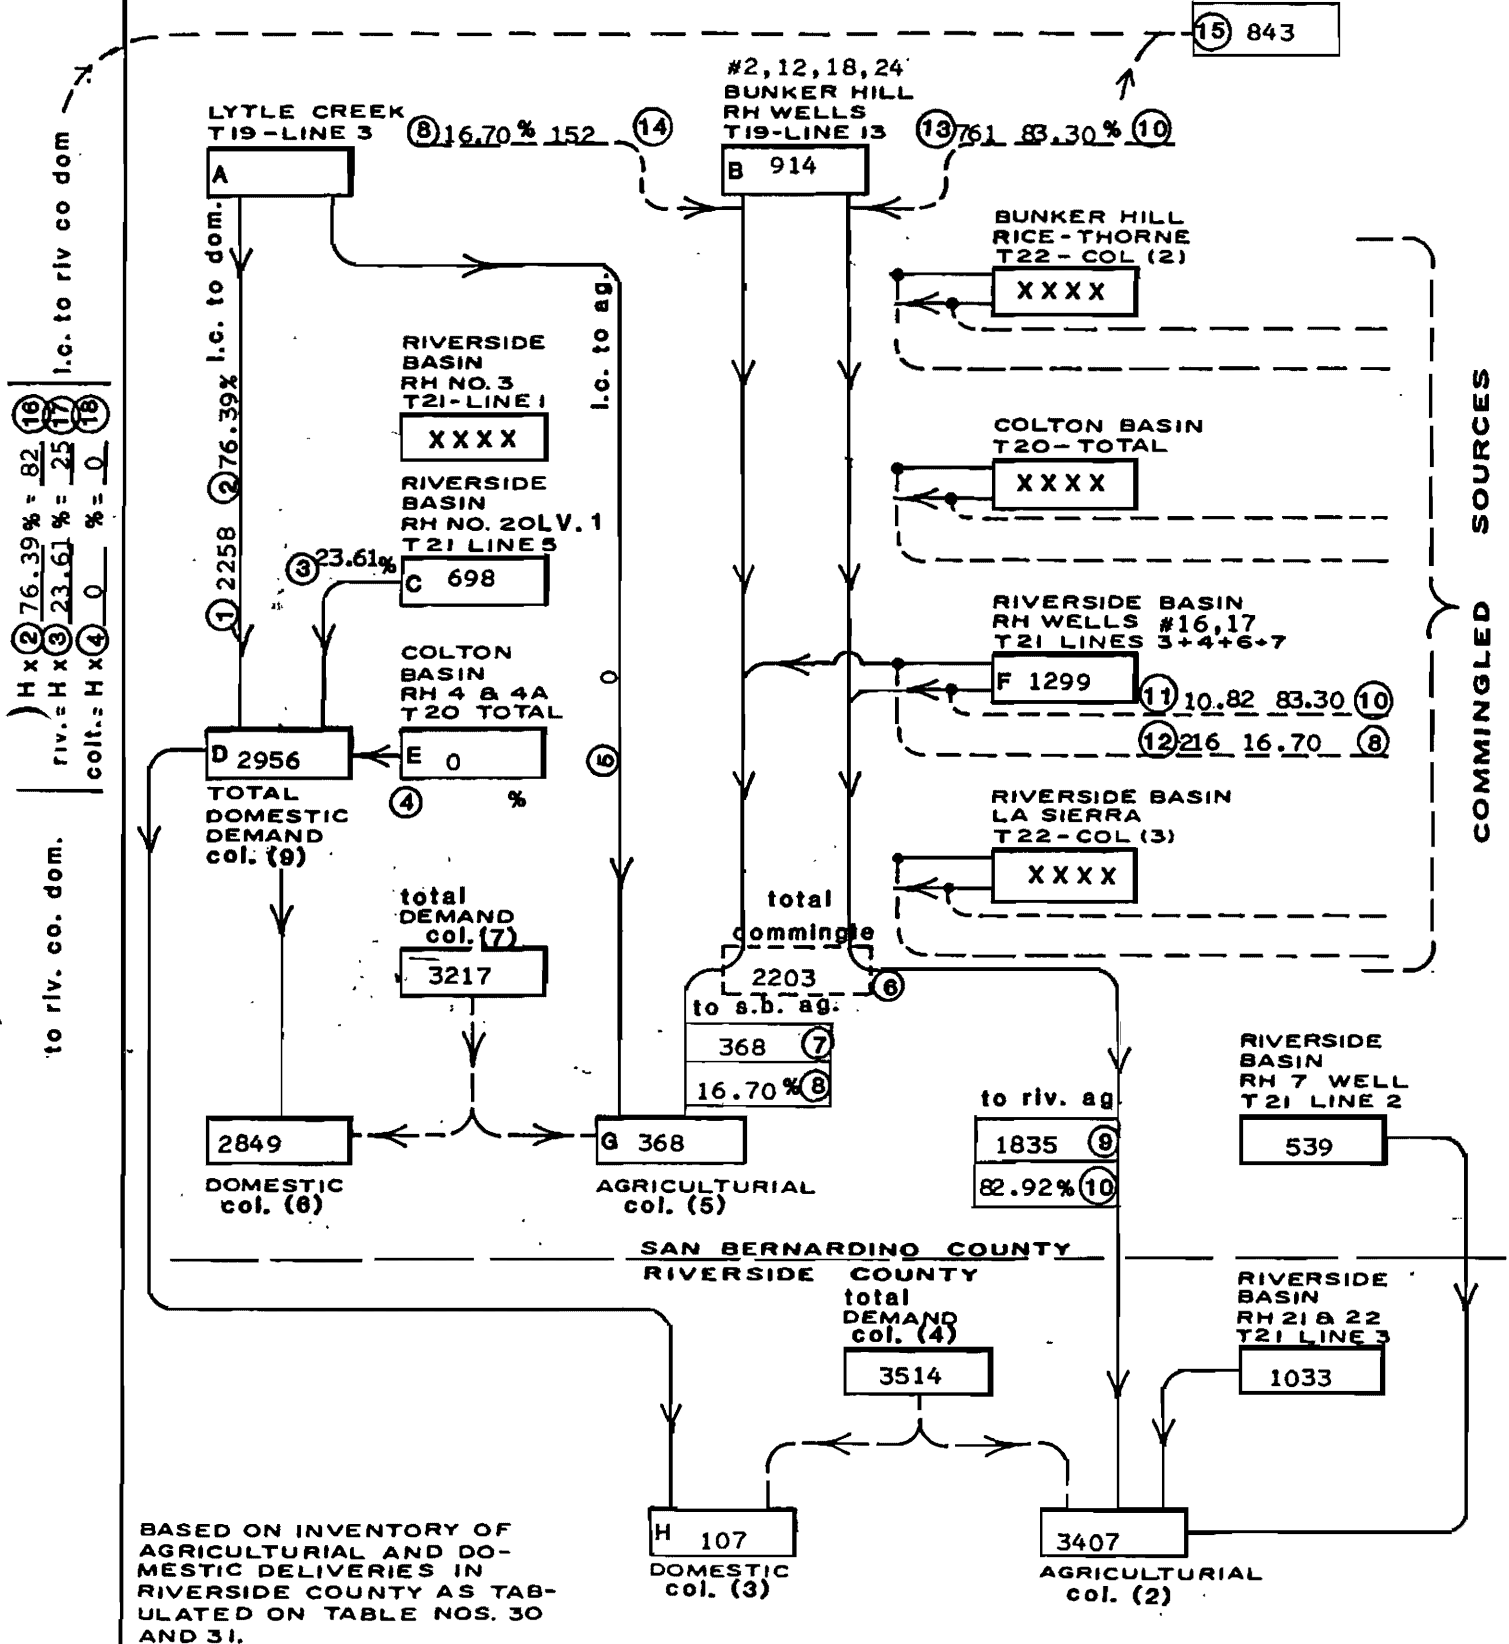 15 843
#2,12,18,24
BUNKER HILL
RH WELLS
T19-LINE 13
B 914
LYTLE CREEK
T19-LINE 3
A
8 16.70 % 152 14
13 761 83.30 % 10
l.c. to riv co dom
) H x 2 76.39 % = 82 16
riv. = H x 3 23.61 % = 25 17
colt. = H x 4 0 % = 0 18
to riv. co. dom.
1 2258 2 76.39% l.c. to dom.
l.c. to ag.
5 0
BUNKER HILL
RICE-THORNE
T22-COL (2)
XXXX
RIVERSIDE
BASIN
RH NO. 3
T21-LINE 1
XXXX
COLTON BASIN
T20-TOTAL
XXXX
RIVERSIDE
BASIN
RH NO. 20LV. 1
T21 LINE 5
3 23.61%
C 698
COMMINGLED SOURCES
RIVERSIDE BASIN
RH WELLS #16,17
T21 LINES 3+4+6+7
F 1299
11 10.82 83.30 10
12 216 16.70 8
COLTON
BASIN
RH 4 & 4A
T20 TOTAL
E 0
4 %
D 2956
TOTAL
DOMESTIC
DEMAND
col. (9)
RIVERSIDE BASIN
LA SIERRA
T22-COL (3)
XXXX
total
DEMAND
col. (7)
3217
total
commingle
2203 6
to s.b. ag.
368 7
16.70 % 8
to riv. ag
1835 9
82.92% 10
RIVERSIDE
BASIN
RH 7 WELL
T21 LINE 2
539
2849
DOMESTIC
col. (6)
G 368
AGRICULTURIAL
col. (5)
SAN BERNARDINO COUNTY
RIVERSIDE COUNTY
total
DEMAND
col. (4)
3514
RIVERSIDE
BASIN
RH 21 & 22
T21 LINE 3
1033
H 107
DOMESTIC
col. (3)
3407
AGRICULTURIAL
col. (2)
BASED ON INVENTORY OF
AGRICULTURIAL AND DO-
MESTIC DELIVERIES IN
RIVERSIDE COUNTY AS TAB-
ULATED ON TABLE NOS. 30
AND 31.